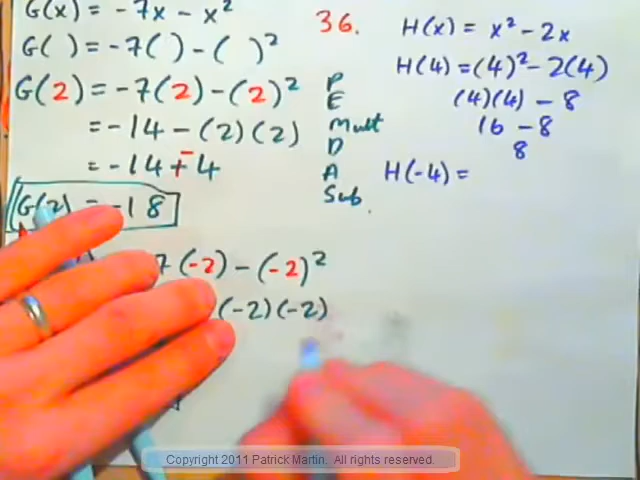 G(x) = -7x - x²
G( ) = -7( ) - ( )²
G(2) = -7(2) - (2)²
= -14 - (2)(2)
= -14 + - 4
G(2) = -18
7(-2) - (-2)²
(-2)(-2)
P
E
Mult
D
A
Sub.
36. H(x) = x² - 2x
H(4) = (4)² - 2(4)
(4)(4) - 8
16 - 8
8
H(-4) =
Copyright 2011 Patrick Martin. All rights reserved.